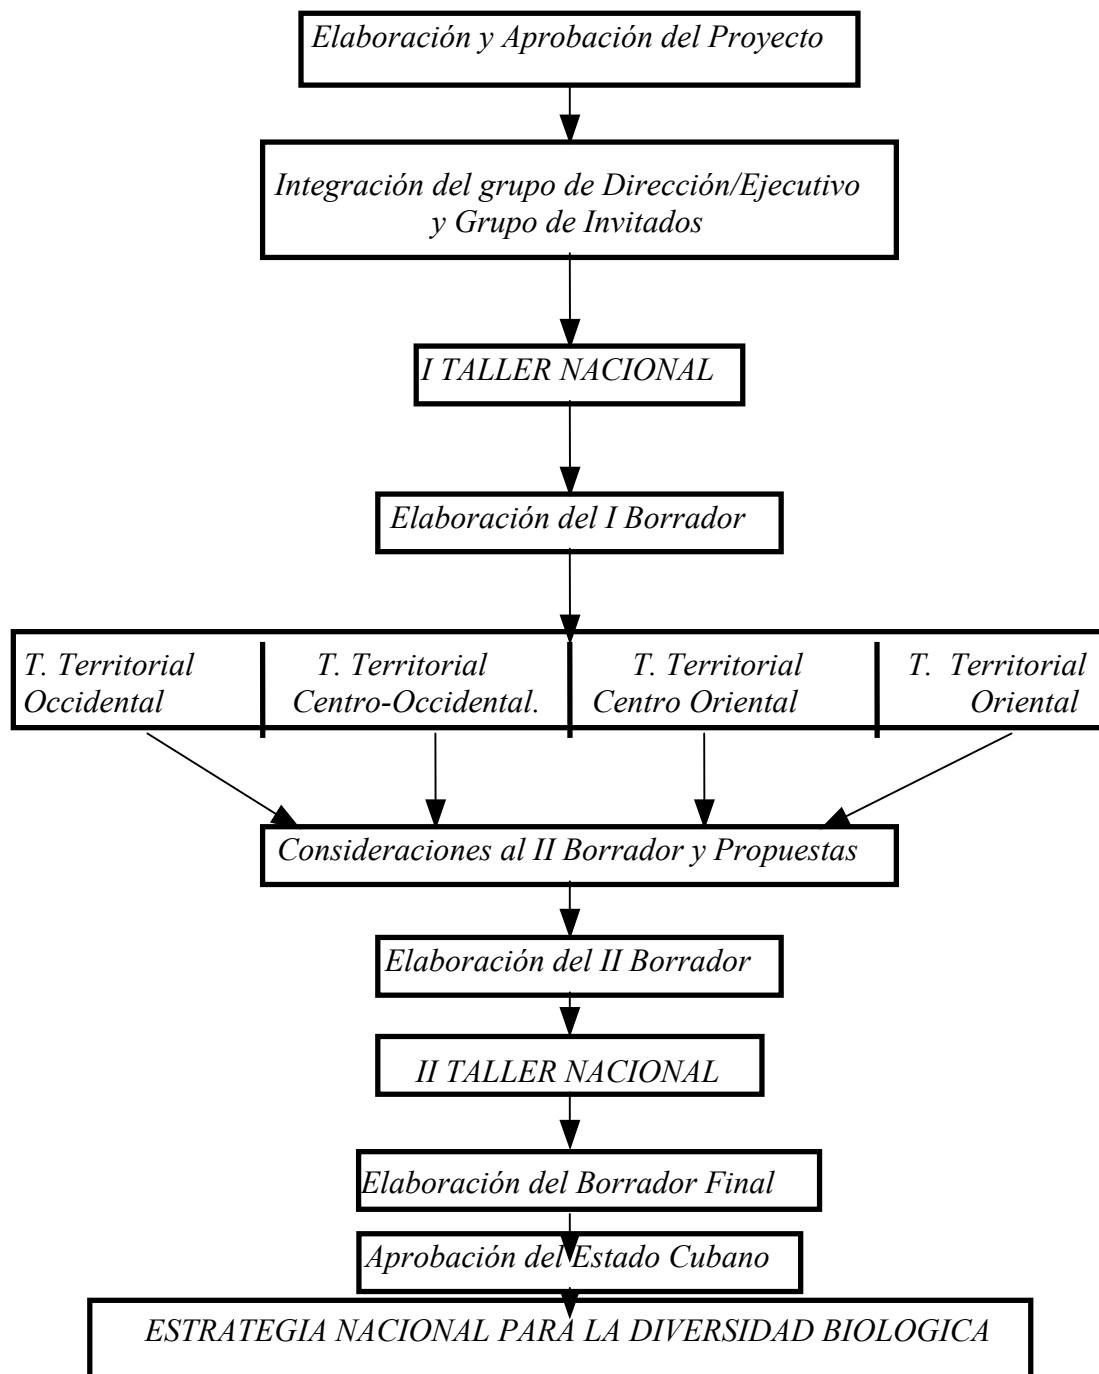 Elaboración y Aprobación del Proyecto
Integración del grupo de Dirección/Ejecutivo
y Grupo de Invitados
I TALLER NACIONAL
Elaboración del I Borrador
T. Territorial
Occidental
T. Territorial
Centro-Occidental.
T. Territorial
Centro Oriental
T. Territorial
Oriental
Consideraciones al II Borrador y Propuestas
Elaboración del II Borrador
II TALLER NACIONAL
Elaboración del Borrador Final
Aprobación del Estado Cubano
ESTRATEGIA NACIONAL PARA LA DIVERSIDAD BIOLOGICA